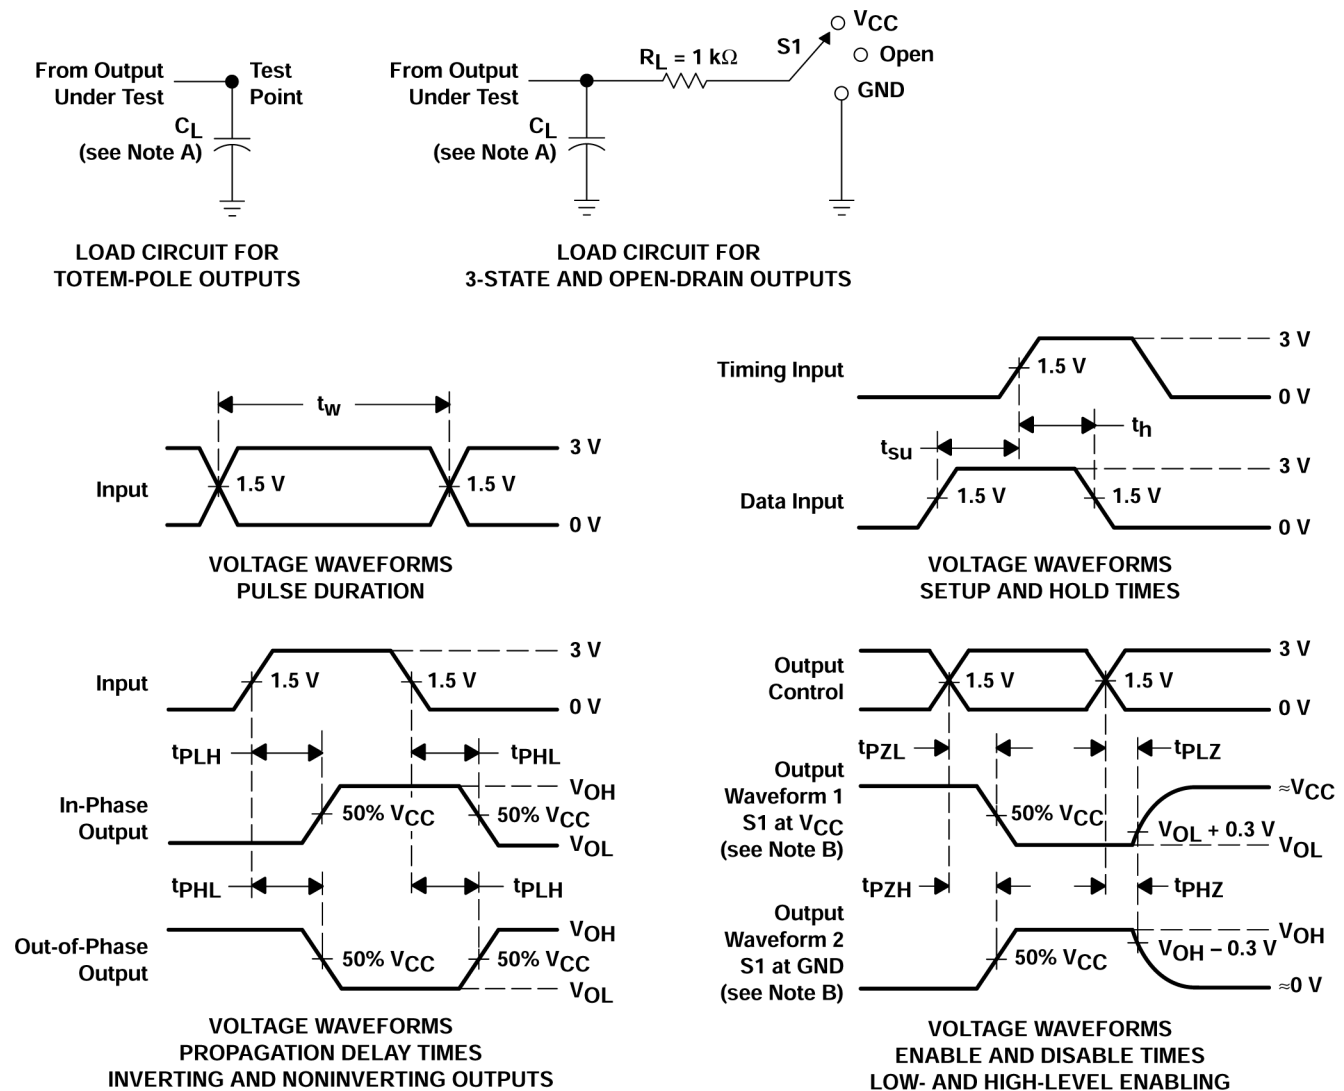 From Output
Under Test
Test
Point
CL
(see Note A)
LOAD CIRCUIT FOR
TOTEM-POLE OUTPUTS
From Output
Under Test
CL
(see Note A)
RL = 1 kΩ
S1
VCC
Open
GND
LOAD CIRCUIT FOR
3-STATE AND OPEN-DRAIN OUTPUTS
tw
Input
1.5 V
1.5 V
3 V
0 V
VOLTAGE WAVEFORMS
PULSE DURATION
Timing Input
1.5 V
3 V
0 V
tsu
th
Data Input
1.5 V
1.5 V
3 V
0 V
VOLTAGE WAVEFORMS
SETUP AND HOLD TIMES
Input
1.5 V
1.5 V
3 V
0 V
tPLH
tPHL
In-Phase
Output
50% VCC
50% VCC
VOH
VOL
tPHL
tPLH
Out-of-Phase
Output
50% VCC
50% VCC
VOH
VOL
VOLTAGE WAVEFORMS
PROPAGATION DELAY TIMES
INVERTING AND NONINVERTING OUTPUTS
Output
Control
1.5 V
1.5 V
3 V
0 V
tPZL
tPLZ
Output
Waveform 1
S1 at VCC
(see Note B)
50% VCC
VOL + 0.3 V
≈VCC
VOL
tPZH
tPHZ
Output
Waveform 2
S1 at GND
(see Note B)
50% VCC
VOH − 0.3 V
VOH
≈0 V
VOLTAGE WAVEFORMS
ENABLE AND DISABLE TIMES
LOW- AND HIGH-LEVEL ENABLING